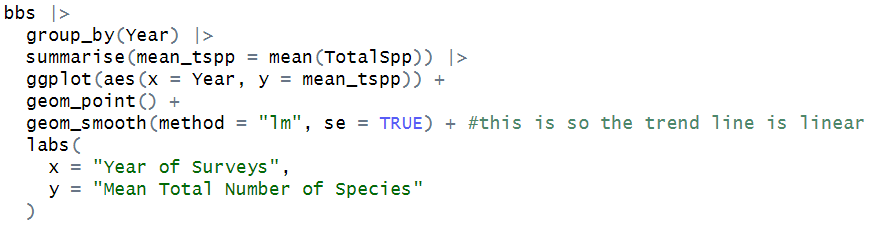 bbs |>
  group_by(Year) |>
  summarise(mean_tspp = mean(TotalSpp)) |>
  ggplot(aes(x = Year, y = mean_tspp)) +
  geom_point() +
  geom_smooth(method = "lm", se = TRUE) + #this is so the trend line is linear
  labs(
    x = "Year of Surveys",
    y = "Mean Total Number of Species"
  )